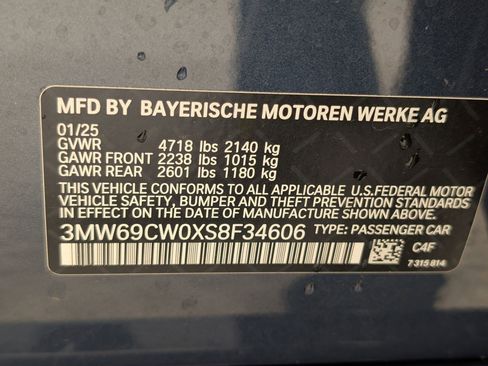 MFD BY BAYERISCHE MOTOREN WERKE AG
01/25
GVWR 4718 lbs 2140 kg
GAWR FRONT 2238 lbs 1015 kg
GAWR REAR 2601 lbs 1180 kg
THIS VEHICLE CONFORMS TO ALL APPLICABLE U.S.FEDERAL MOTOR
VEHICLE SAFETY, BUMPER AND THEFT PREVENTION STANDARDS
IN EFFECT ON THE DATE OF MANUFACTURE SHOWN ABOVE.
3MW69CW0XS8F34606 TYPE: PASSENGER CAR
C4F
7 315 814